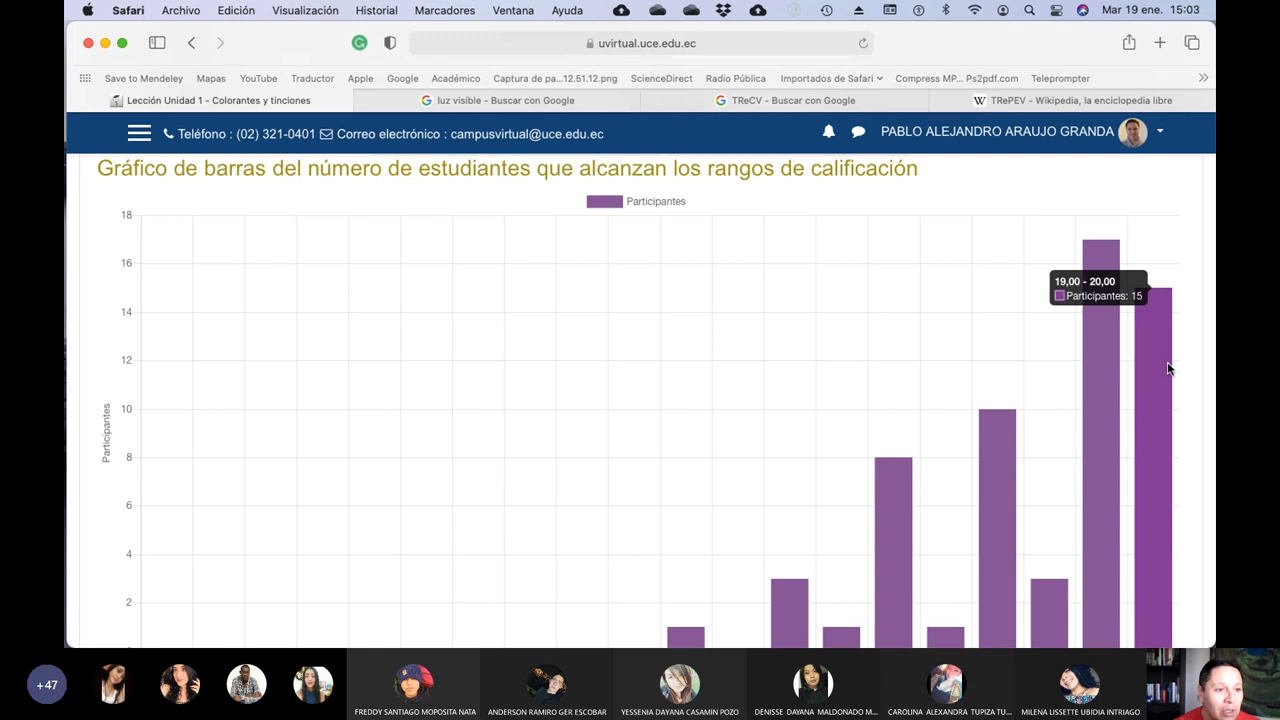 Safari Archivo Edición Visualización Historial Marcadores Ventana Ayuda Mar 19 ene. 15:03
uvirtual.uce.edu.ec
Save to Mendeley Mapas YouTube Traductor Apple Google Académico Captura de pa...12.51.12.png ScienceDirect Radio Pública Importados de Safari Compress MP... Ps2pdf.com Teleprompter
Lección Unidad 1 - Colorantes y tinciones luz visible - Buscar con Google TReCV - Buscar con Google TRePEV - Wikipedia, la enciclopedia libre
Teléfono : (02) 321-0401 Correo electrónico : campusvirtual@uce.edu.ec PABLO ALEJANDRO ARAUJO GRANDA
Gráfico de barras del número de estudiantes que alcanzan los rangos de calificación
Participantes
18
16
19,00 - 20,00
Participantes: 15
14
12
10
Participantes
8
6
4
2
+47
FREDDY SANTIAGO MOPOSITA NATA ANDERSON RAMIRO GER ESCOBAR YESSENIA DAYANA CASAMIN POZO DENISSE DAYANA MALDONADO M... CAROLINA ALEXANDRA TUPIZA TU... MILENA LISSETTE UBIDIA INTRIAGO